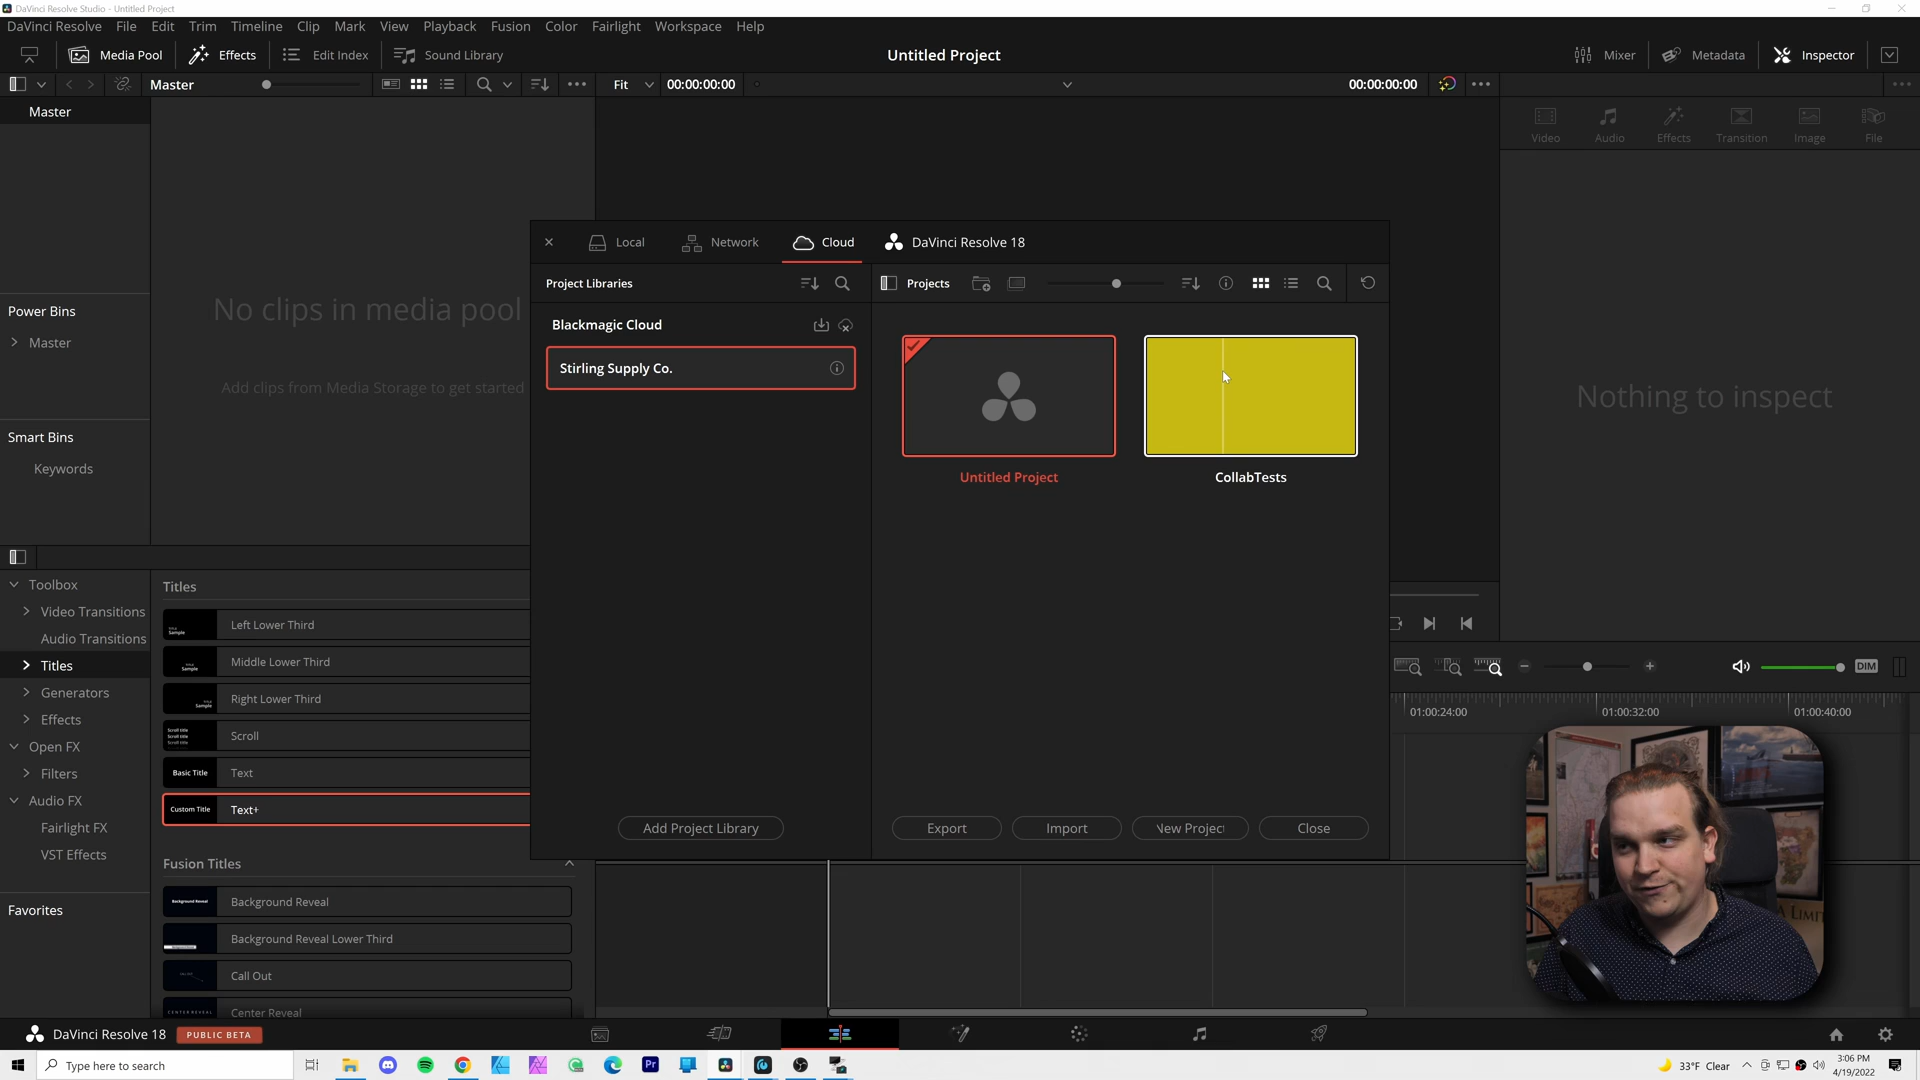 DaVinci Resolve Studio - Untitled Project
DaVinci Resolve File Edit Trim Timeline Clip Mark View Playback Fusion Color Fairlight Workspace Help
Media Pool Effects Edit Index Sound Library Untitled Project Mixer Metadata Inspector
Master Fit 00:00:00:00 00:00:00:00
Master
Video Audio Effects Transition Image File
Local Network Cloud DaVinci Resolve 18
Project Libraries Projects
Power Bins
Master
No clips in media pool
Add clips from Media Storage to get started
Blackmagic Cloud
Stirling Supply Co.
Untitled Project CollabTests
Nothing to inspect
Smart Bins
Keywords
Add Project Library Export Import New Project Close
Toolbox
Video Transitions
Audio Transitions
Titles
Generators
Effects
Open FX
Filters
Audio FX
Fairlight FX
VST Effects
Favorites
Titles
Left Lower Third
Middle Lower Third
Right Lower Third
Scroll
Basic Title Text
Custom Title Text+
Fusion Titles
Background Reveal Background Reveal
Background Reveal Lower Third
Call Out
CENTER REVEAL Center Reveal
DIM
01:00:24:00 01:00:32:00 01:00:40:00
DaVinci Resolve 18 PUBLIC BETA
Type here to search
Pr
33°F Clear
3:06 PM
4/19/2022